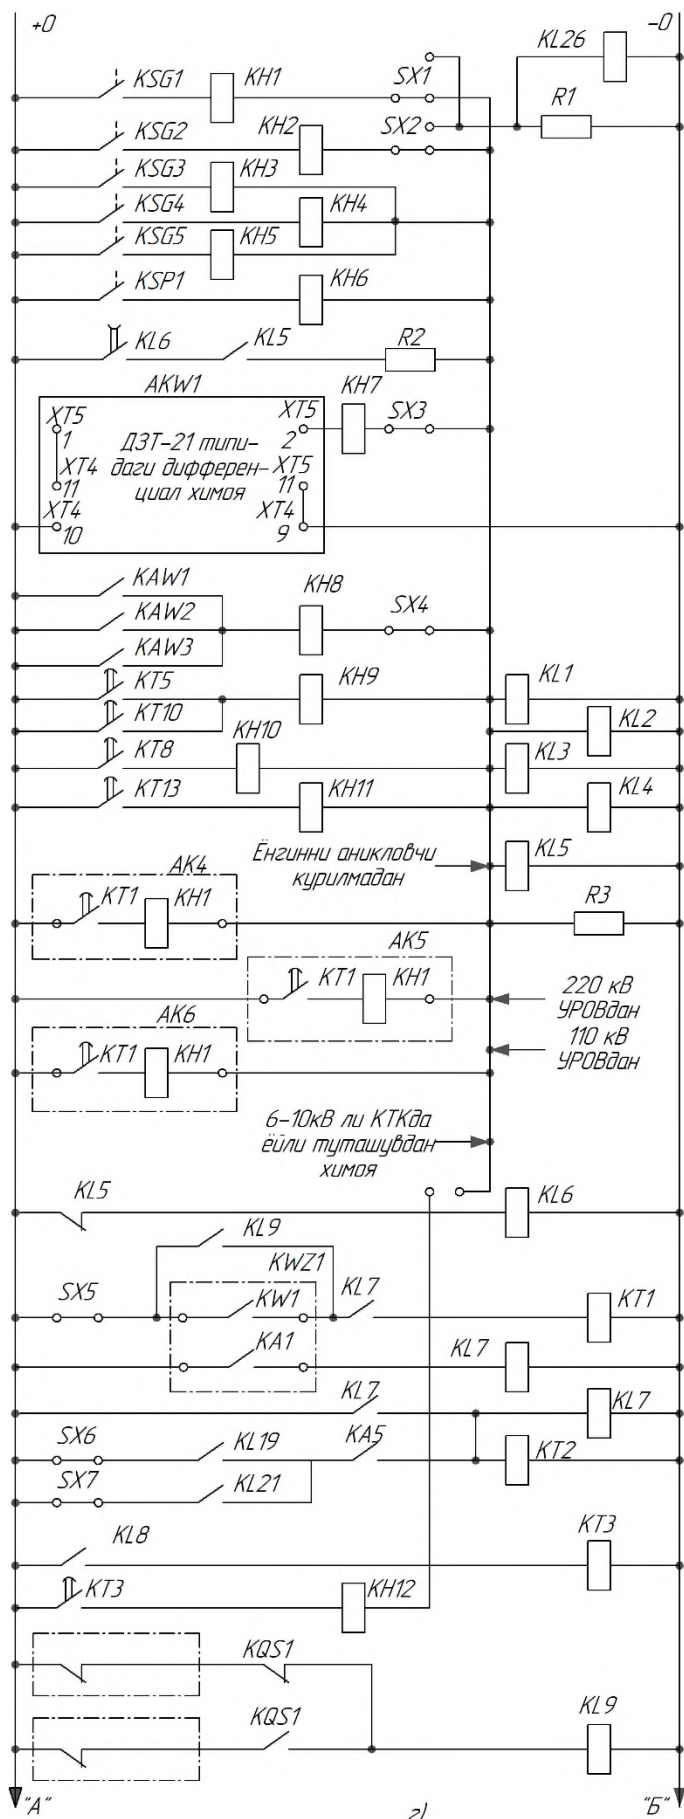 +0
-0
KL26
KSG1
KH1
SX1
R1
KSG2
KH2
SX2
KSG3
KH3
KSG4
KH4
KSG5
KH5
KSP1
KH6
KL6
KL5
R2
AKW1
KH7
SX3
XT5
1
XT4
11
XT4
10
ДЗТ-21 типи-
даги дифферен-
циал химоя
XT5
2
XT5
11
XT4
9
KAW1
KAW2
KAW3
KH8
SX4
KT5
KH9
KL1
KT10
KL2
KT8
KH10
KL3
KT13
KH11
KL4
Ёнгинни аникловчи
курилмадан
KL5
AK4
KT1
KH1
R3
AK5
KT1
KH1
220 кВ
УРОВдан
AK6
110 кВ
УРОВдан
KT1
KH1
6-10кВ ли КТКда
ёйли туташувдан
химоя
KL5
KL6
KL9
KWZ1
SX5
KW1
KL7
KT1
KA1
KL7
KL7
KL7
SX6
KL19
KA5
KT2
SX7
KL21
KL8
KT3
KT3
KH12
KQS1
KQS1
KL9
"А"
г)
"Б"